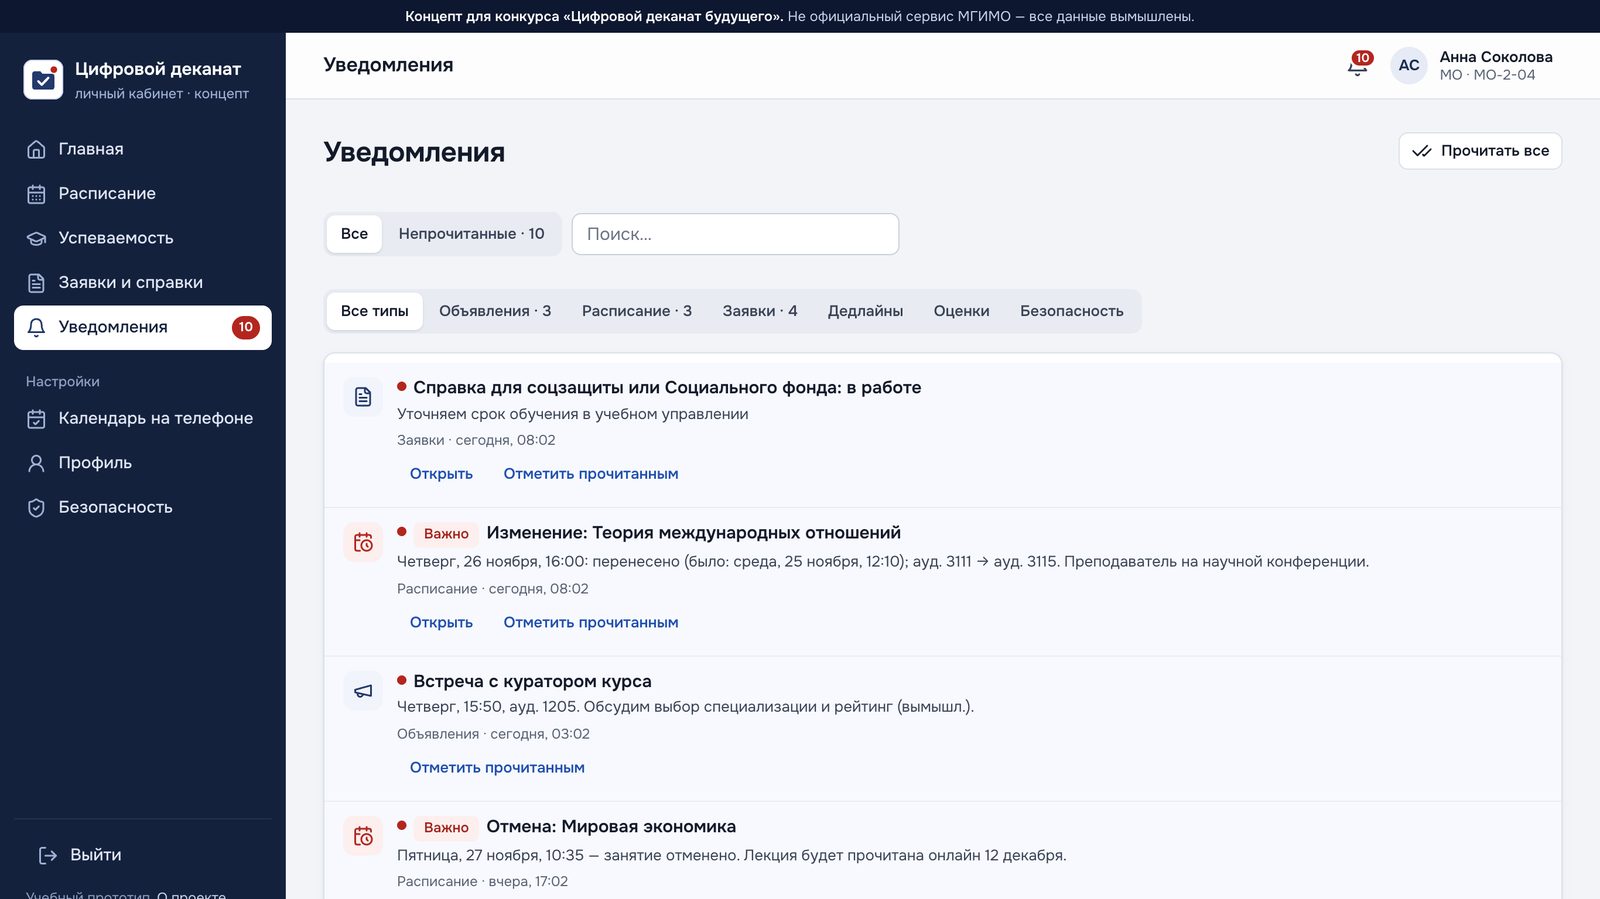 Концепт для конкурса «Цифровой деканат будущего». Не официальный сервис МГИМО — все данные вымышлены.
Цифровой деканат
личный кабинет · концепт
Главная
Расписание
Успеваемость
Заявки и справки
Уведомления 10
Настройки
Календарь на телефоне
Профиль
Безопасность
Выйти
Учебный прототип. О проекте
Уведомления
10
АС
Анна Соколова
МО · МО-2-04
Уведомления
Прочитать все
Все Непрочитанные · 10 Поиск...
Все типы Объявления · 3 Расписание · 3 Заявки · 4 Дедлайны Оценки Безопасность
Справка для соцзащиты или Социального фонда: в работе
Уточняем срок обучения в учебном управлении
Заявки · сегодня, 08:02
Открыть Отметить прочитанным
Важно Изменение: Теория международных отношений
Четверг, 26 ноября, 16:00: перенесено (было: среда, 25 ноября, 12:10); ауд. 3111 → ауд. 3115. Преподаватель на научной конференции.
Расписание · сегодня, 08:02
Открыть Отметить прочитанным
Встреча с куратором курса
Четверг, 15:50, ауд. 1205. Обсудим выбор специализации и рейтинг (вымышл.).
Объявления · сегодня, 03:02
Отметить прочитанным
Важно Отмена: Мировая экономика
Пятница, 27 ноября, 10:35 — занятие отменено. Лекция будет прочитана онлайн 12 декабря.
Расписание · вчера, 17:02